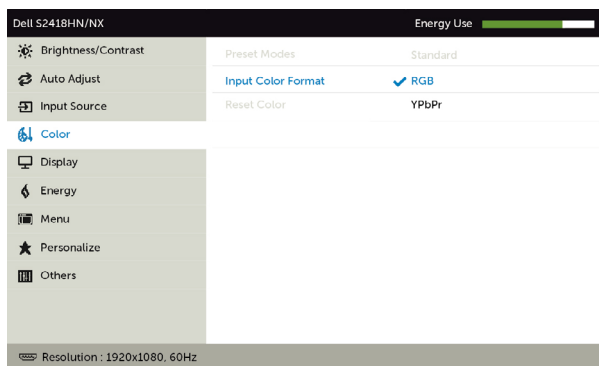 Dell S2418HN/NX
Energy Use
Brightness/Contrast
Auto Adjust
Input Source
Color
Display
Energy
Menu
Personalize
Others
Preset Modes
Standard
Input Color Format
RGB
Reset Color
YPbPr
Resolution : 1920x1080, 60Hz